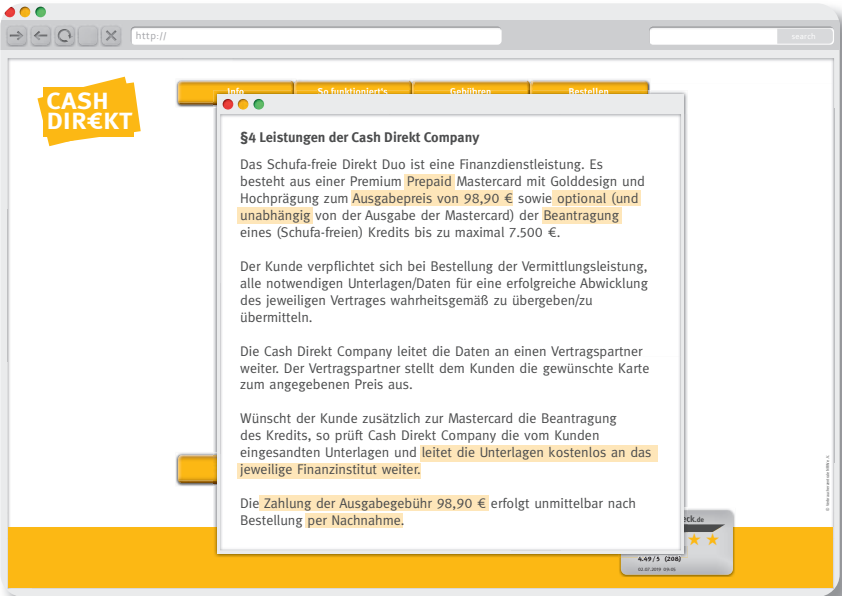 http://
search
CASH
DIR€KT
Info
So funktioniert's
Gebühren
Bestellen
§4 Leistungen der Cash Direkt Company
Das Schufa-freie Direkt Duo ist eine Finanzdienstleistung. Es
besteht aus einer Premium Prepaid Mastercard mit Golddesign und
Hochprägung zum Ausgabepreis von 98,90 € sowie optional (und
unabhängig von der Ausgabe der Mastercard) der Beantragung
eines (Schufa-freien) Kredits bis zu maximal 7.500 €.
Der Kunde verpflichtet sich bei Bestellung der Vermittlungsleistung,
alle notwendigen Unterlagen/Daten für eine erfolgreiche Abwicklung
des jeweiligen Vertrages wahrheitsgemäß zu übergeben/zu
übermitteln.
Die Cash Direkt Company leitet die Daten an einen Vertragspartner
weiter. Der Vertragspartner stellt dem Kunden die gewünschte Karte
zum angegebenen Preis aus.
Wünscht der Kunde zusätzlich zur Mastercard die Beantragung
des Kredits, so prüft Cash Direkt Company die vom Kunden
eingesandten Unterlagen und leitet die Unterlagen kostenlos an das
jeweilige Finanzinstitut weiter.
Die Zahlung der Ausgabegebühr 98,90 € erfolgt unmittelbar nach
Bestellung per Nachnahme.
eck.de
4.49/5 (208)
02.07.2019 09:05